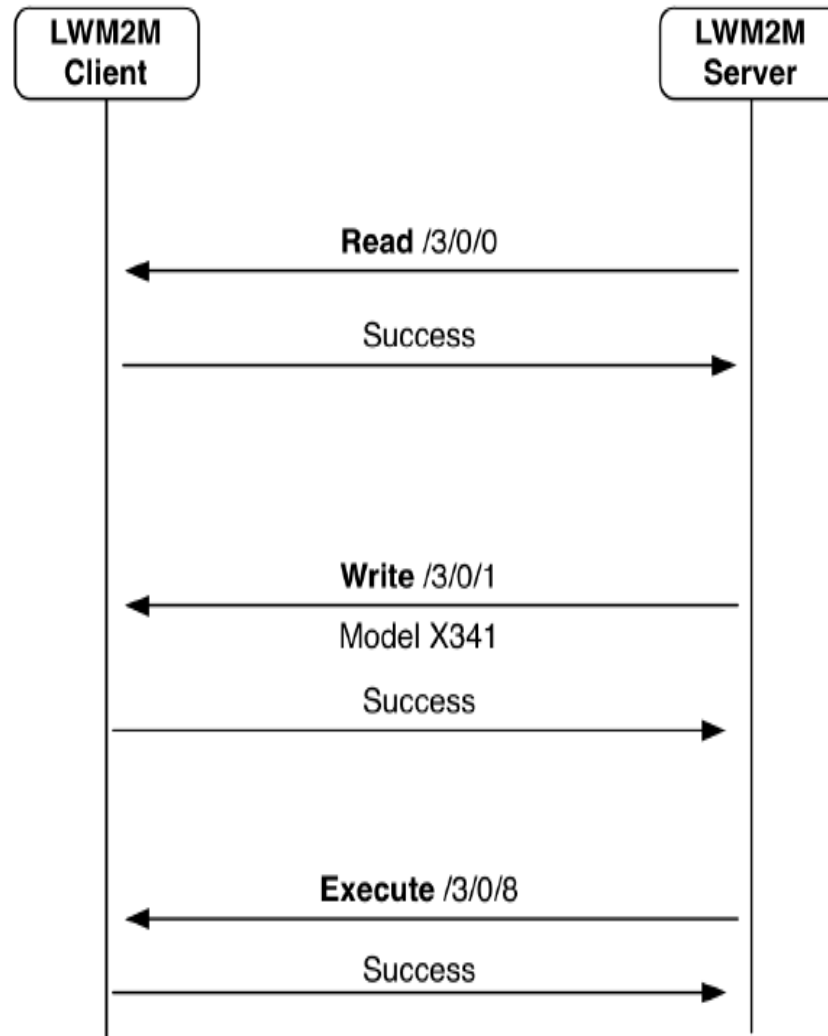 LWM2M
Client
LWM2M
Server
Read /3/0/0
Success
Write /3/0/1
Model X341
Success
Execute /3/0/8
Success